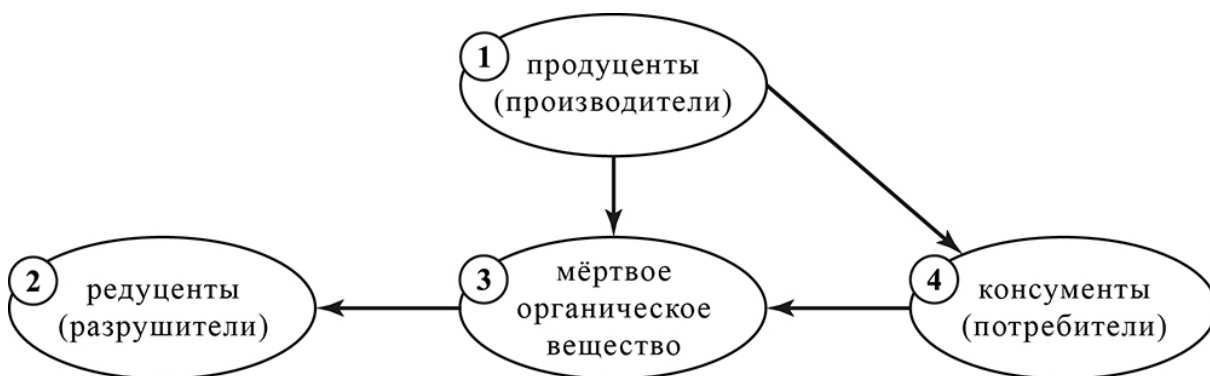 1
продуценты
(производители)
2
редуценты
(разрушители)
3
мёртвое
органическое
вещество
4
консументы
(потребители)